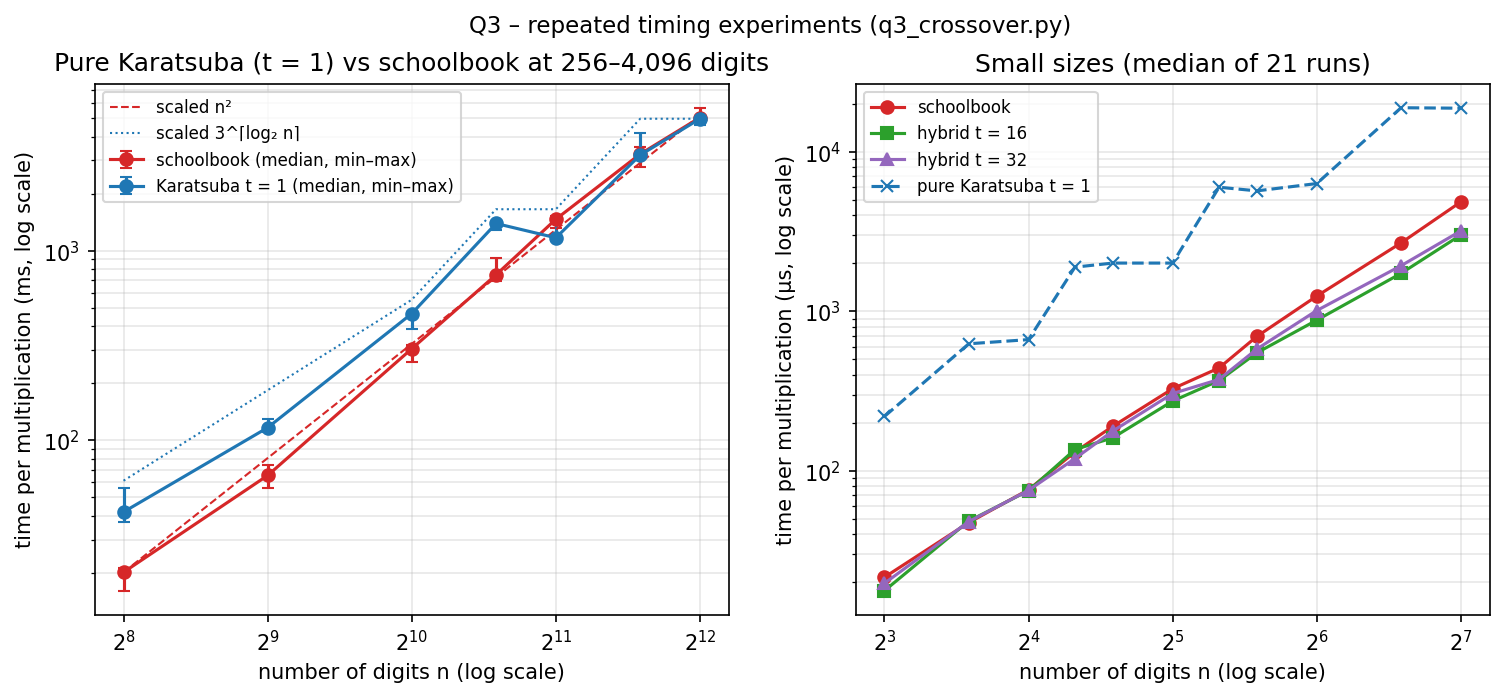 Q3 – repeated timing experiments (q3_crossover.py)
Pure Karatsuba (t = 1) vs schoolbook at 256–4,096 digits
scaled n²
scaled 3^⌈log₂ n⌉
schoolbook (median, min–max)
Karatsuba t = 1 (median, min–max)
time per multiplication (ms, log scale)
10³
10²
2⁸ 2⁹ 2¹⁰ 2¹¹ 2¹²
number of digits n (log scale)
Small sizes (median of 21 runs)
schoolbook
hybrid t = 16
hybrid t = 32
pure Karatsuba t = 1
time per multiplication (µs, log scale)
10⁴
10³
10²
2³ 2⁴ 2⁵ 2⁶ 2⁷
number of digits n (log scale)